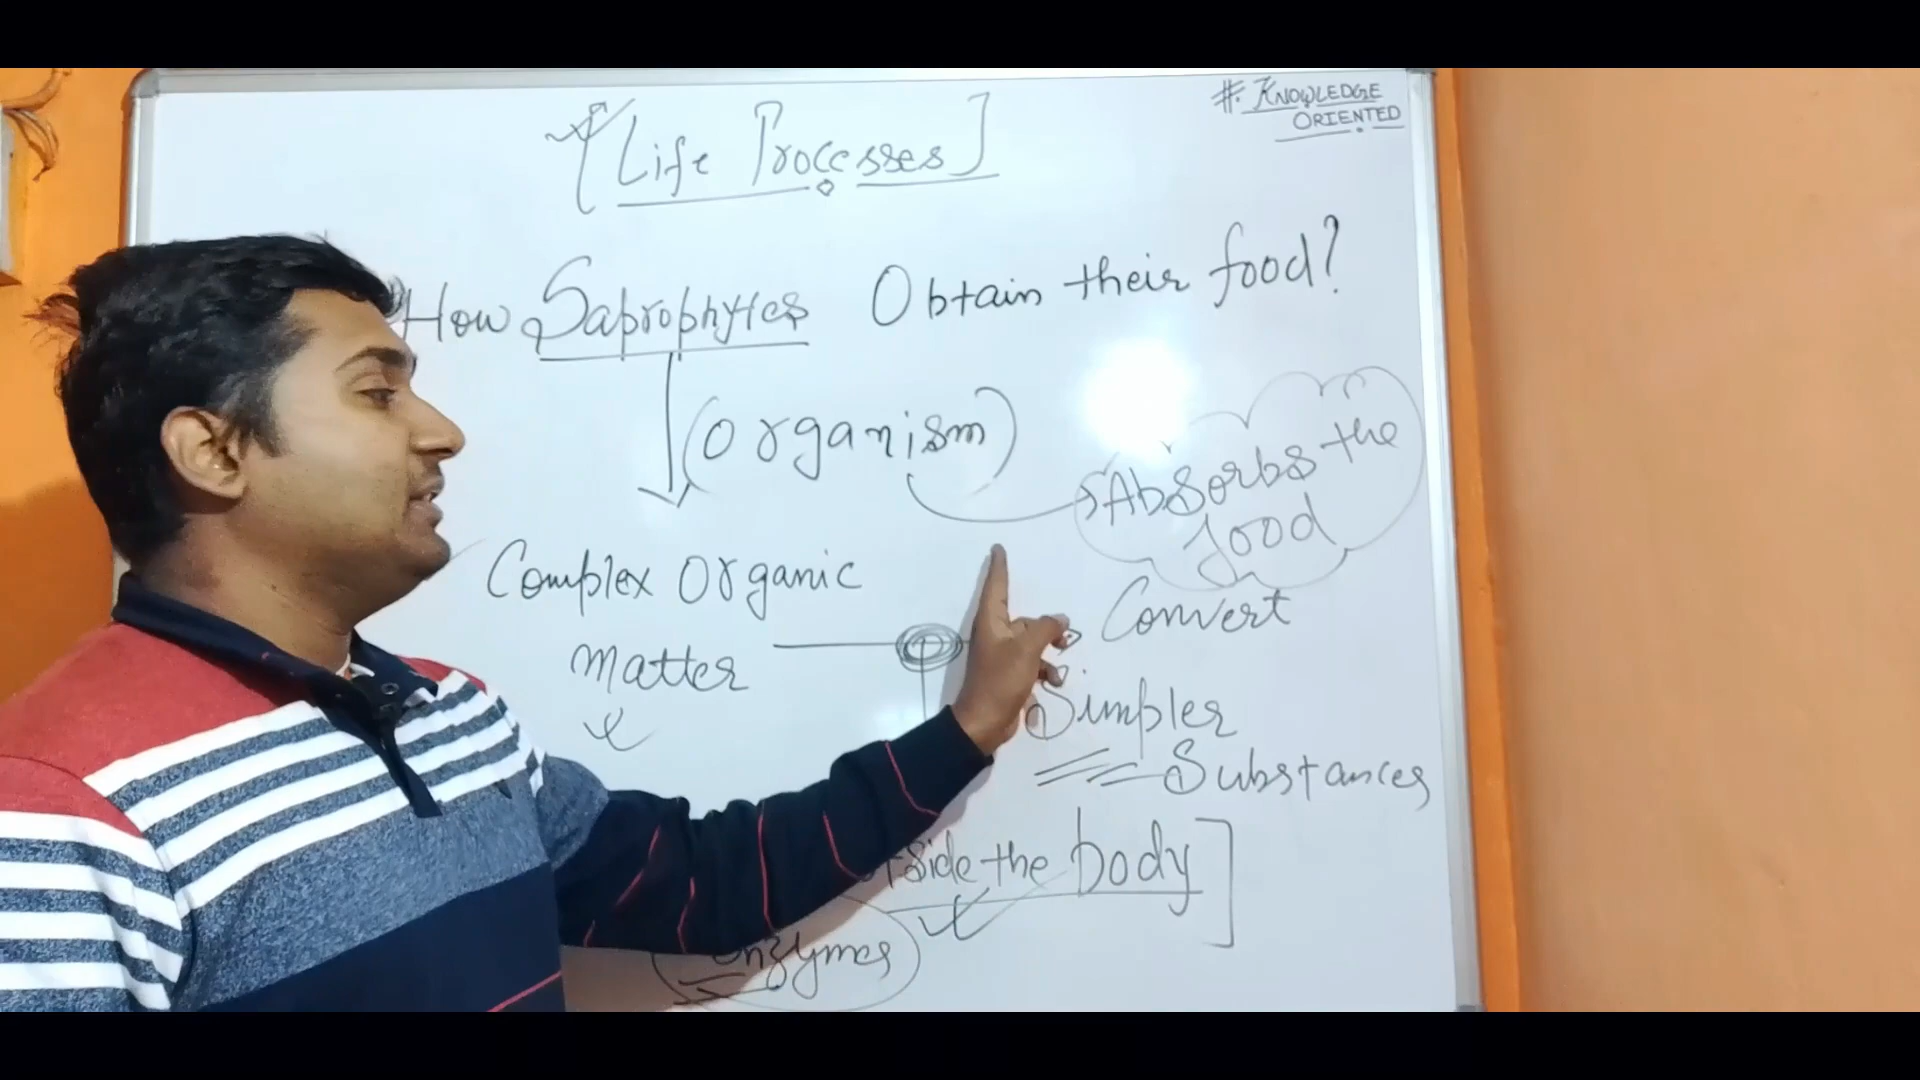 #. KNOWLEDGE
ORIENTED
[Life Processes]
How Saprophytes Obtain their food?
(Organism)
Absorbs the
food
Complex Organic
Matter
Convert
Simpler
Substances
the body]
enzymes